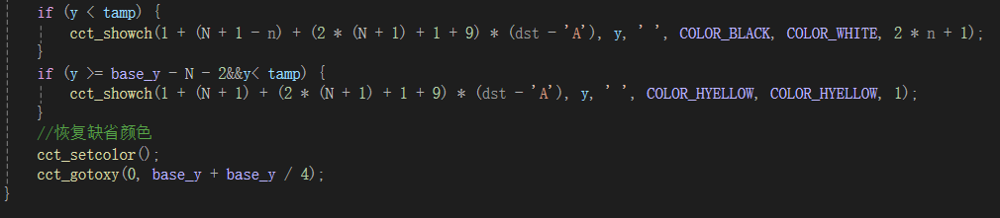 if (y < tamp) {
cct_showch(1 + (N + 1 - n) + (2 * (N + 1) + 1 + 9) * (dst - 'A'), y, ' ', COLOR_BLACK, COLOR_WHITE, 2 * n + 1);
}
if (y >= base_y - N - 2&&y< tamp) {
cct_showch(1 + (N + 1) + (2 * (N + 1) + 1 + 9) * (dst - 'A'), y, ' ', COLOR_HYELLOW, COLOR_HYELLOW, 1);
}
//恢复缺省颜色
cct_setcolor();
cct_gotoxy(0, base_y + base_y / 4);
}